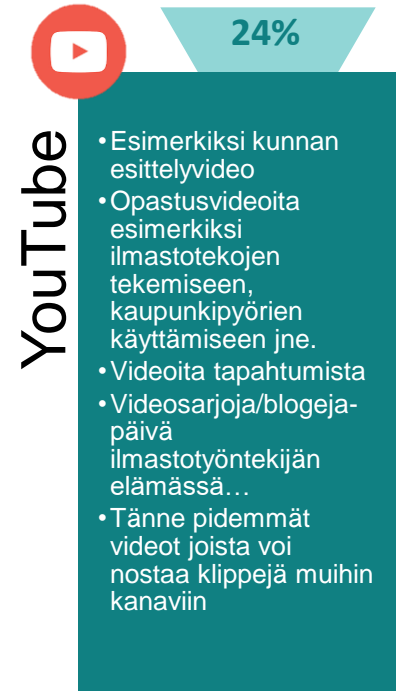 24%
YouTube
•Esimerkiksi kunnan
esittelyvideo
•Opastusvideoita
esimerkiksi
ilmastotekojen
tekemiseen,
kaupunkipyörien
käyttämiseen jne.
•Videoita tapahtumista
•Videosarjoja/blogeja-
päivä
ilmastotyöntekijän
elämässä…
•Tänne pidemmät
videot joista voi
nostaa klippejä muihin
kanaviin